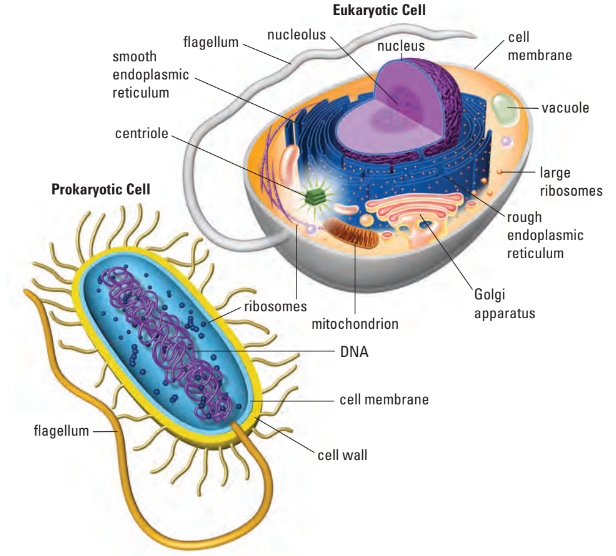 Eukaryotic Cell
nucleolus
flagellum
nucleus
cell
membrane
smooth
endoplasmic
reticulum
vacuole
centriole
large
ribosomes
Prokaryotic Cell
rough
endoplasmic
reticulum
Golgi
apparatus
ribosomes
mitochondrion
DNA
cell membrane
flagellum
cell wall